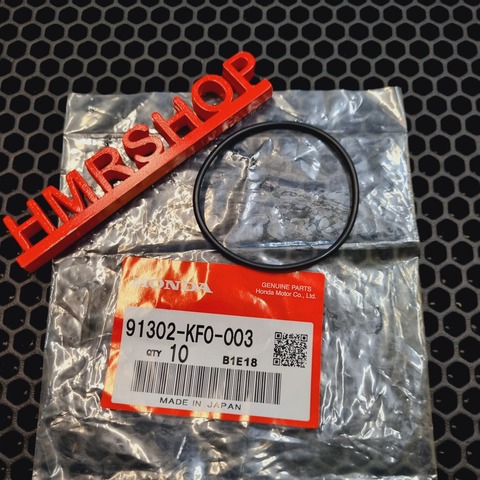 HMRSHOP
HONDA
GENUINE PARTS
Honda Motor Co., Ltd.
91302-KF0-003
QTY 10 B1E18
MADE IN JAPAN